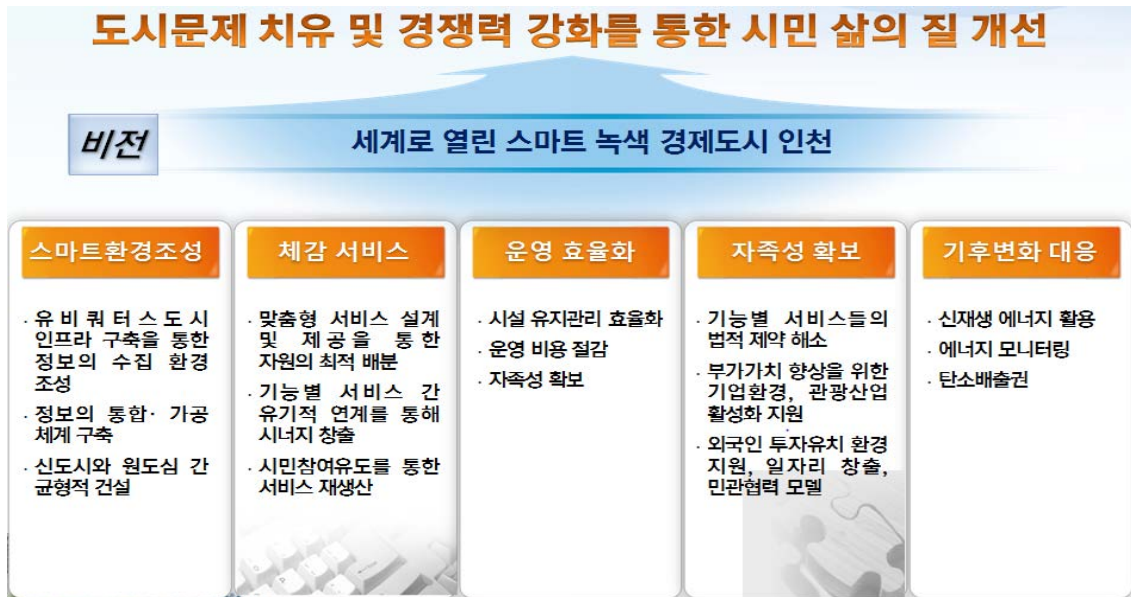 도시문제 치유 및 경쟁력 강화를 통한 시민 삶의 질 개선
비전
세계로 열린 스마트 녹색 경제도시 인천
스마트환경조성
· 유비쿼터스도시
인프라 구축을 통한
정보의 수집 환경
조성
· 정보의 통합· 가공
체계 구축
· 신도시와 원도심 간
균형적 건설
체감 서비스
· 맞춤형 서비스 설계
및 제공을 통한
자원의 최적 배분
· 기능별 서비스 간
유기적 연계를 통해
시너지 창출
· 시민참여유도를 통한
서비스 재생산
운영 효율화
· 시설 유지관리 효율화
· 운영 비용 절감
· 자족성 확보
자족성 확보
· 기능별 서비스들의
법적 제약 해소
· 부가가치 향상을 위한
기업환경, 관광산업
활성화 지원
· 외국인 투자유치 환경
지원, 일자리 창출,
민관협력 모델
기후변화 대응
· 신재생 에너지 활용
· 에너지 모니터링
· 탄소배출권